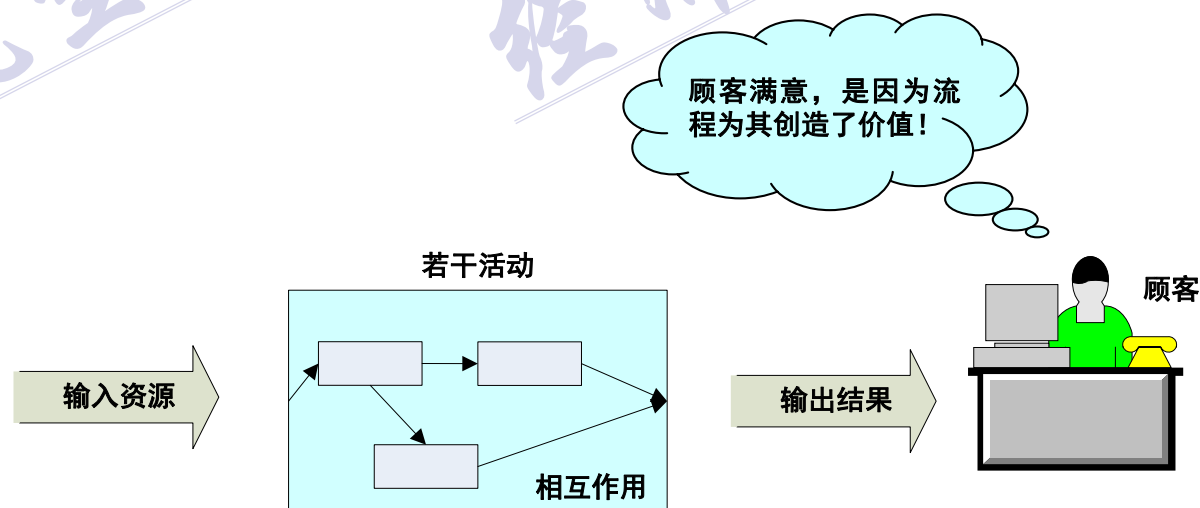 顾客满意，是因为流
程为其创造了价值！
若干活动
顾客
输入资源
输出结果
相互作用